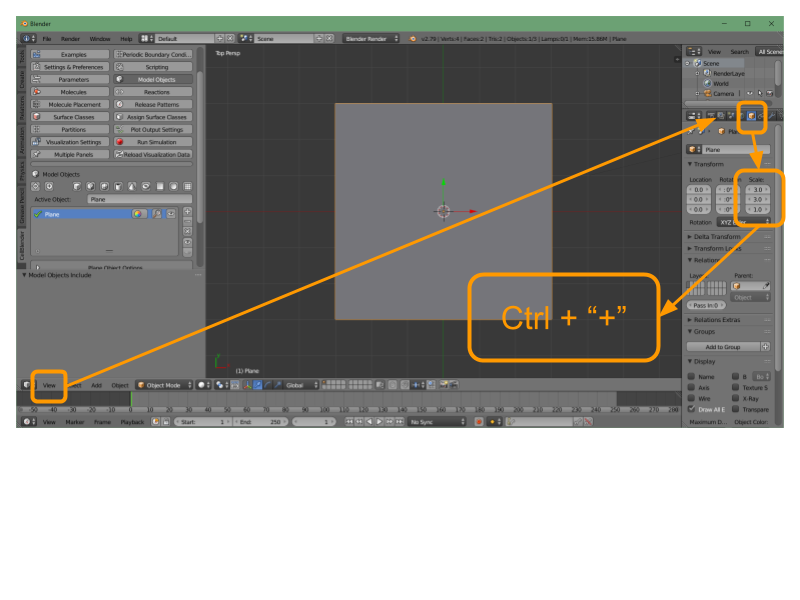 Blender
File Render Window Help Default Scene Blender Render v2.79 | Verts:4 | Faces:2 | Tris:2 | Objects:1/3 | Lamps:0/1 | Mem:15.86M | Plane
Examples Periodic Boundary Condi...
Settings & Preferences Scripting
Parameters Model Objects
Molecules Reactions
Molecule Placement Release Patterns
Surface Classes Assign Surface Classes
Partitions Plot Output Settings
Visualization Settings Run Simulation
Multiple Panels Reload Visualization Data
Model Objects
Active Object: Plane
Plane
Plane Object Options
Model Objects Include
Tools
Create
Relations
Animation
Physics
Grease Pencil
CellBlender
Top Persp
(1) Plane
Ctrl + “+”
View Search All Scenes
Scene
RenderLaye
World
Camera
Plane
Transform
Location Rotation Scale:
0.0 : 0° 3.0
0.0 : 0° 3.0
0.0 : 0° 1.0
Rotation XYZ
Delta Transform
Transform Locks
Relations
Parent:
Object
Pass In:0
Relations Extras
Groups
Add to Group
Display
Name B Bo
Axis Texture S
Wire X-Ray
Draw All E Transpare
Maximum D... Object Color:
View Add Object Object Mode Global
-50 -40 -30 -20 -10 0 10 20 30 40 50 60 70 80 90 100 110 120 130 140 150 160 170 180 190 200 210 220 230 240 250 260 270 280
View Marker Frame Playback Start: 1 End: 250 1 No Sync